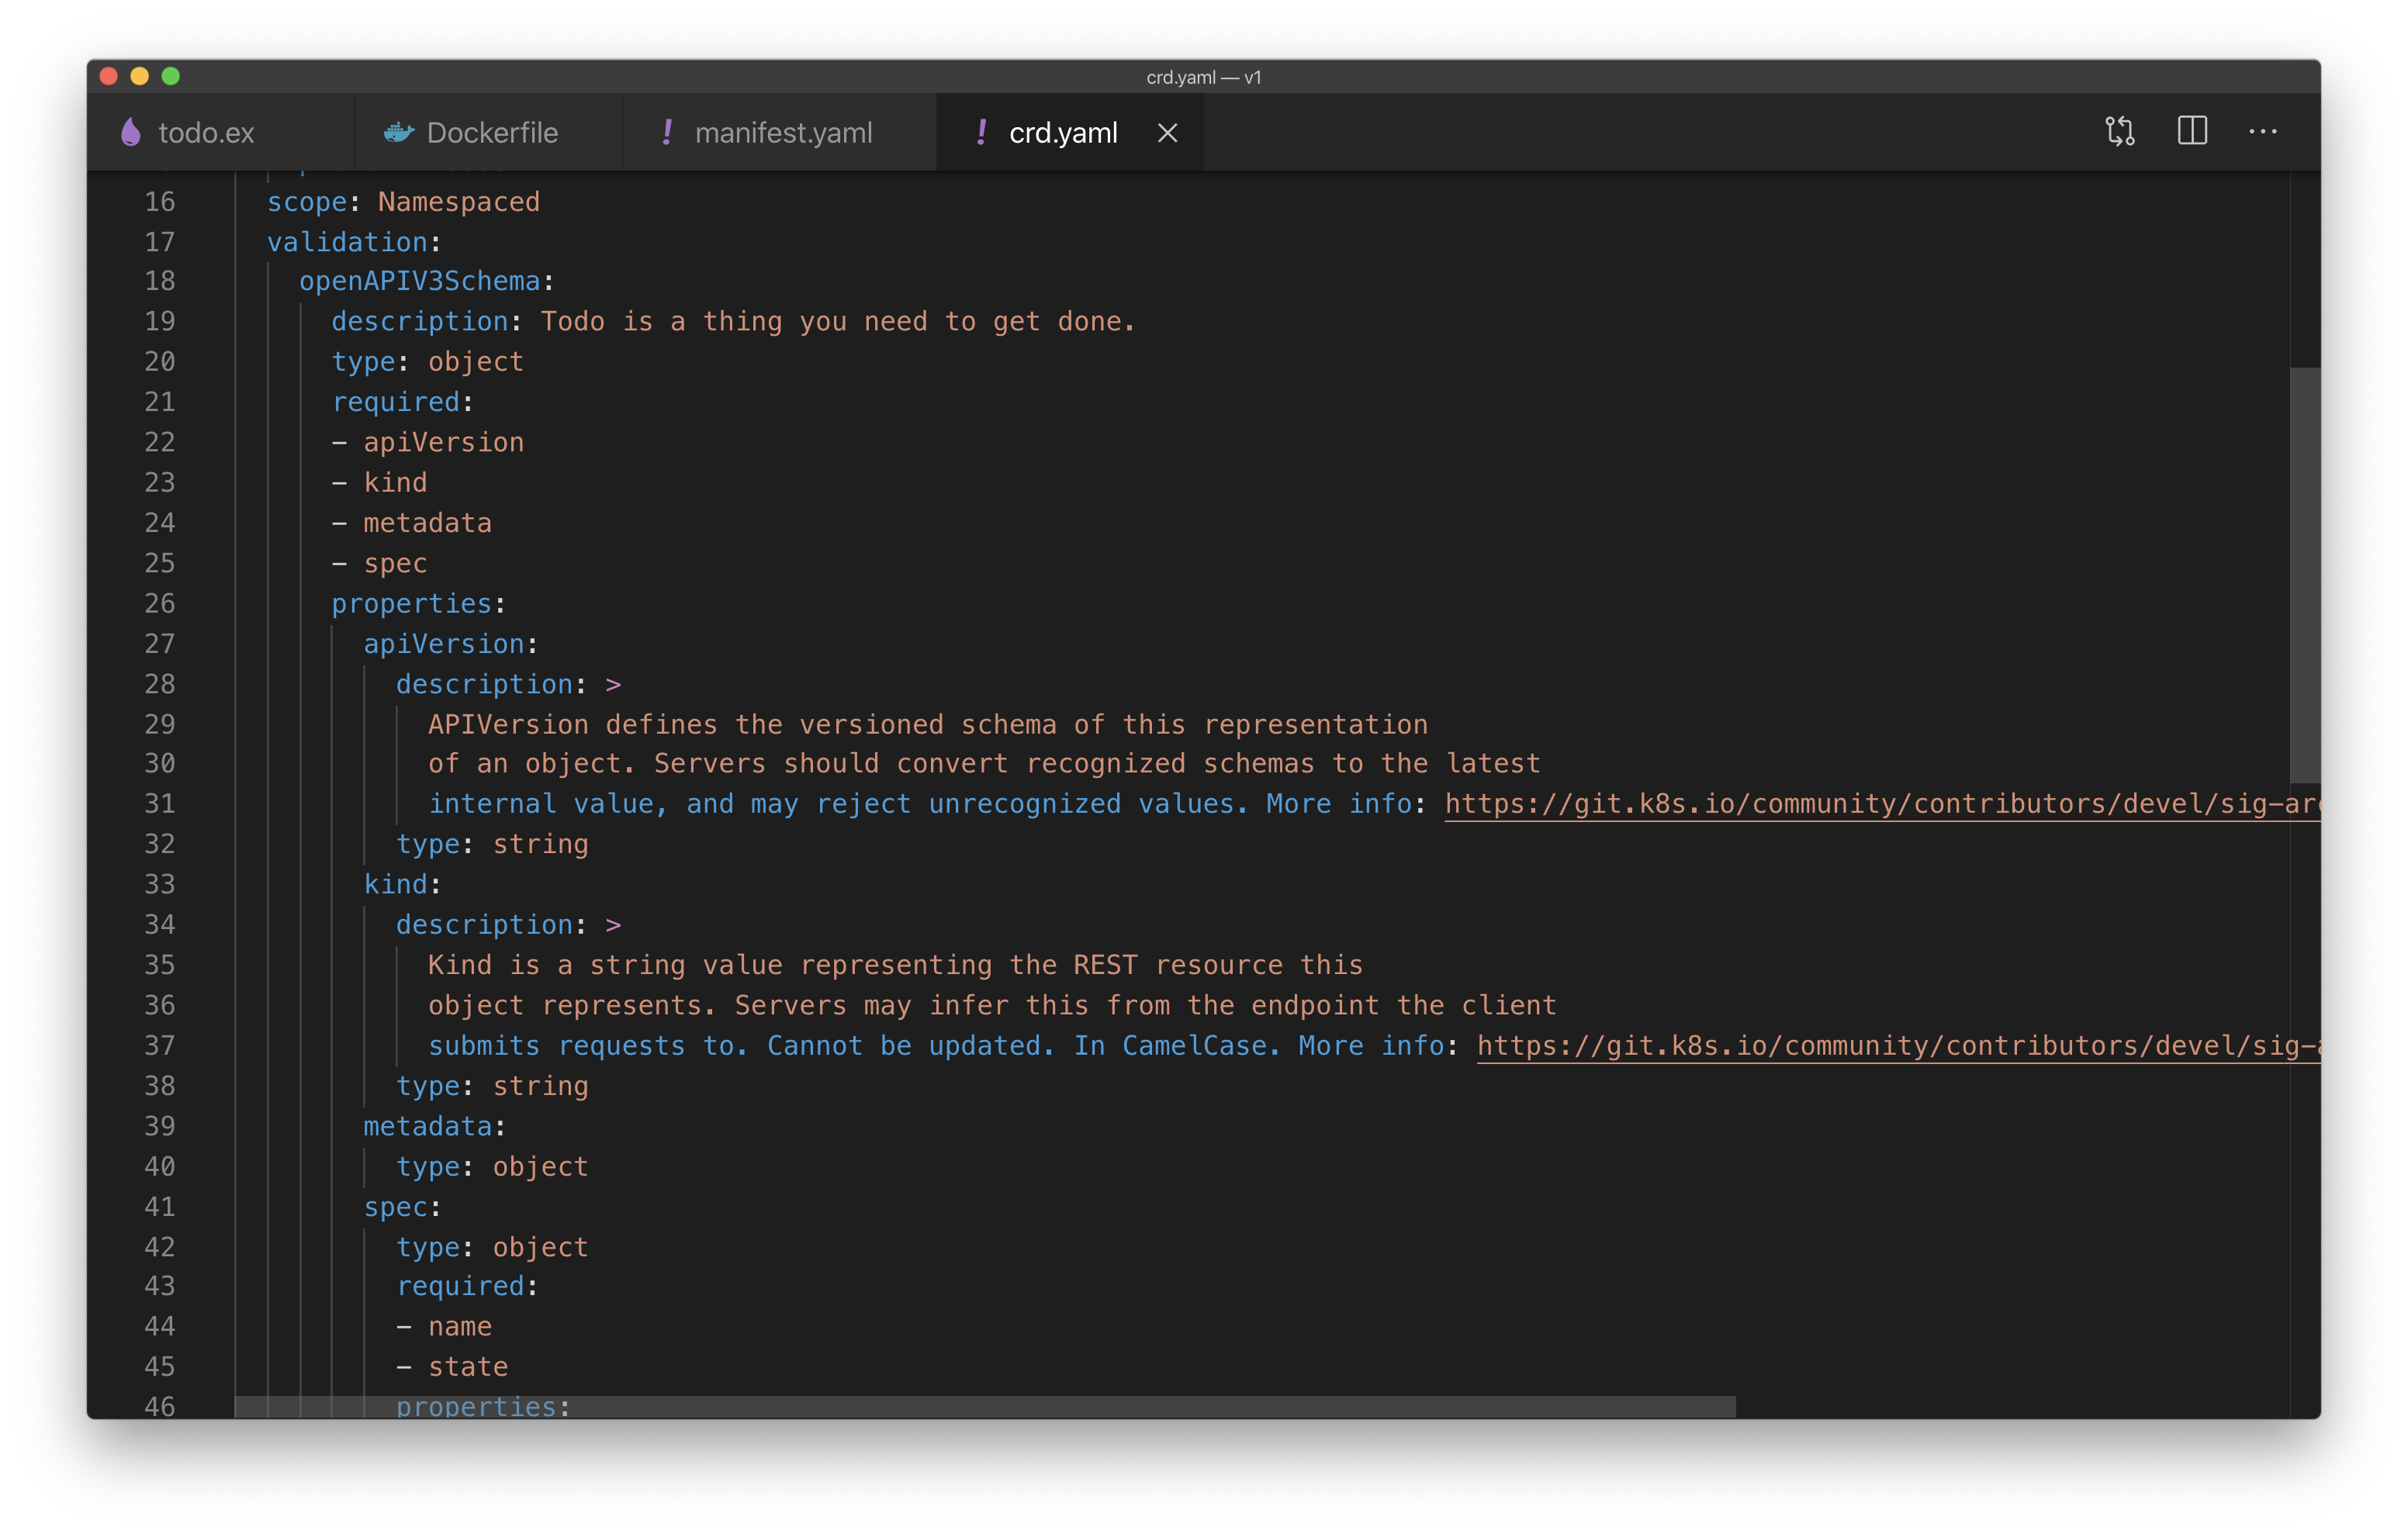 crd.yaml — v1
todo.ex
Dockerfile
manifest.yaml
crd.yaml
16 scope: Namespaced
17 validation:
18 openAPIV3Schema:
19 description: Todo is a thing you need to get done.
20 type: object
21 required:
22 - apiVersion
23 - kind
24 - metadata
25 - spec
26 properties:
27 apiVersion:
28 description: >
29 APIVersion defines the versioned schema of this representation
30 of an object. Servers should convert recognized schemas to the latest
31 internal value, and may reject unrecognized values. More info: https://git.k8s.io/community/contributors/devel/sig-ar
32 type: string
33 kind:
34 description: >
35 Kind is a string value representing the REST resource this
36 object represents. Servers may infer this from the endpoint the client
37 submits requests to. Cannot be updated. In CamelCase. More info: https://git.k8s.io/community/contributors/devel/sig-
38 type: string
39 metadata:
40 type: object
41 spec:
42 type: object
43 required:
44 - name
45 - state
46 properties: